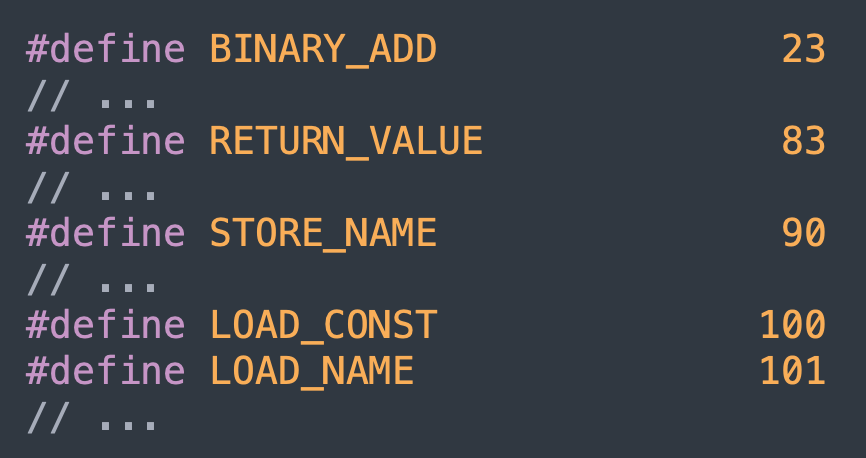 #define BINARY_ADD 23
// ...
#define RETURN_VALUE 83
// ...
#define STORE_NAME 90
// ...
#define LOAD_CONST 100
#define LOAD_NAME 101
// ...